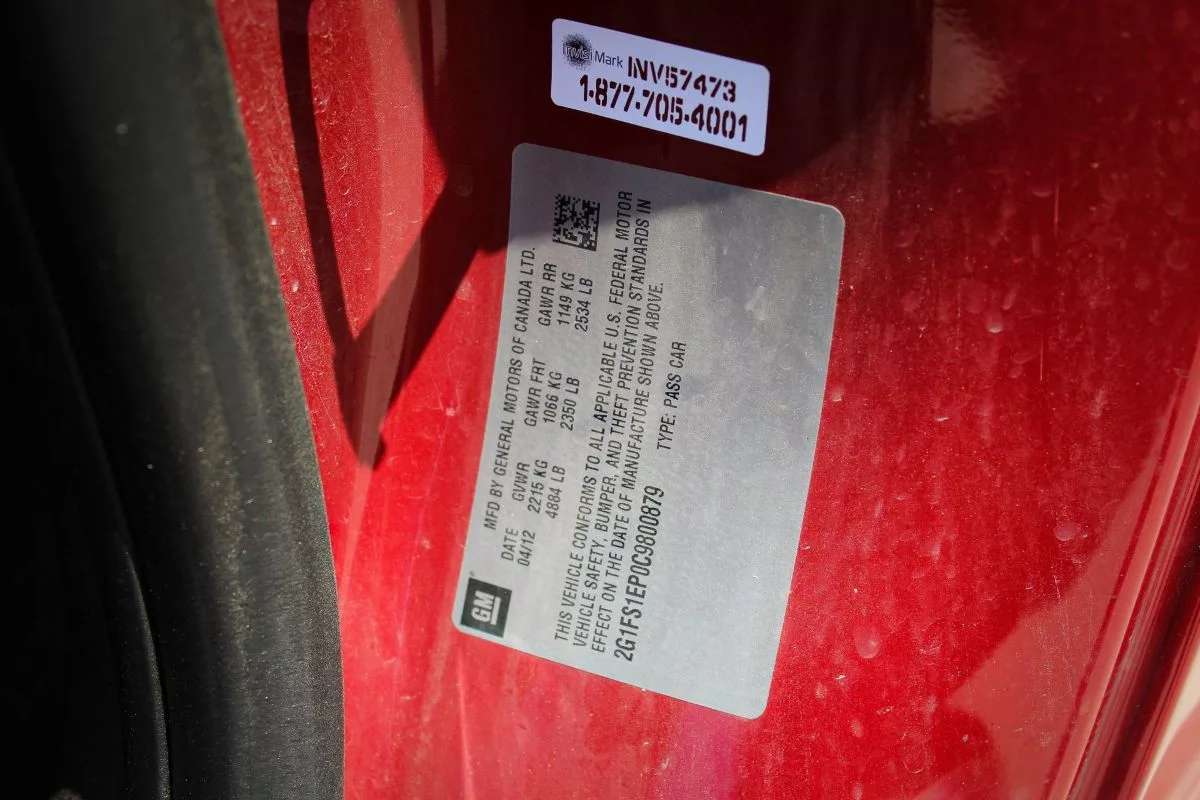 InvisiMark INV57473
1-877-705-4001
MFD BY GENERAL MOTORS OF CANADA LTD.
DATE GVWR GAWR FRT GAWR RR
04/12 2215 KG 1066 KG 1149 KG
4884 LB 2350 LB 2534 LB
GM
THIS VEHICLE CONFORMS TO ALL APPLICABLE U.S. FEDERAL MOTOR
VEHICLE SAFETY, BUMPER, AND THEFT PREVENTION STANDARDS IN
EFFECT ON THE DATE OF MANUFACTURE SHOWN ABOVE.
2G1FS1EP0C9800879 TYPE: PASS CAR